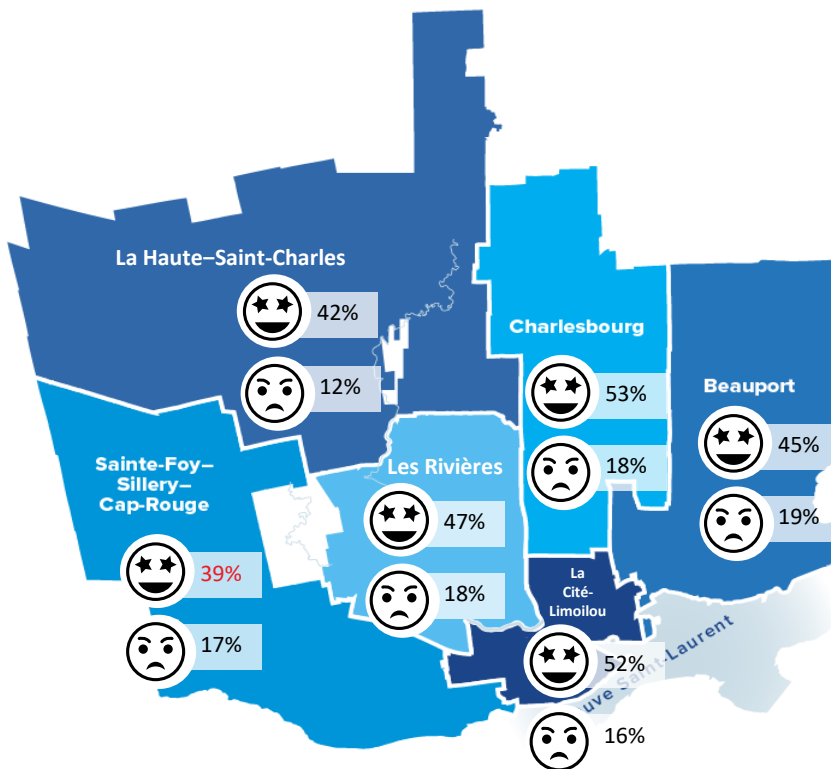 La Haute–Saint-Charles
42%
12%
Charlesbourg
53%
18%
Beauport
45%
19%
Sainte-Foy–
Sillery–
Cap-Rouge
39%
17%
Les Rivières
47%
18%
La
Cité-
Limoilou
52%
16%
Saint-Laurent